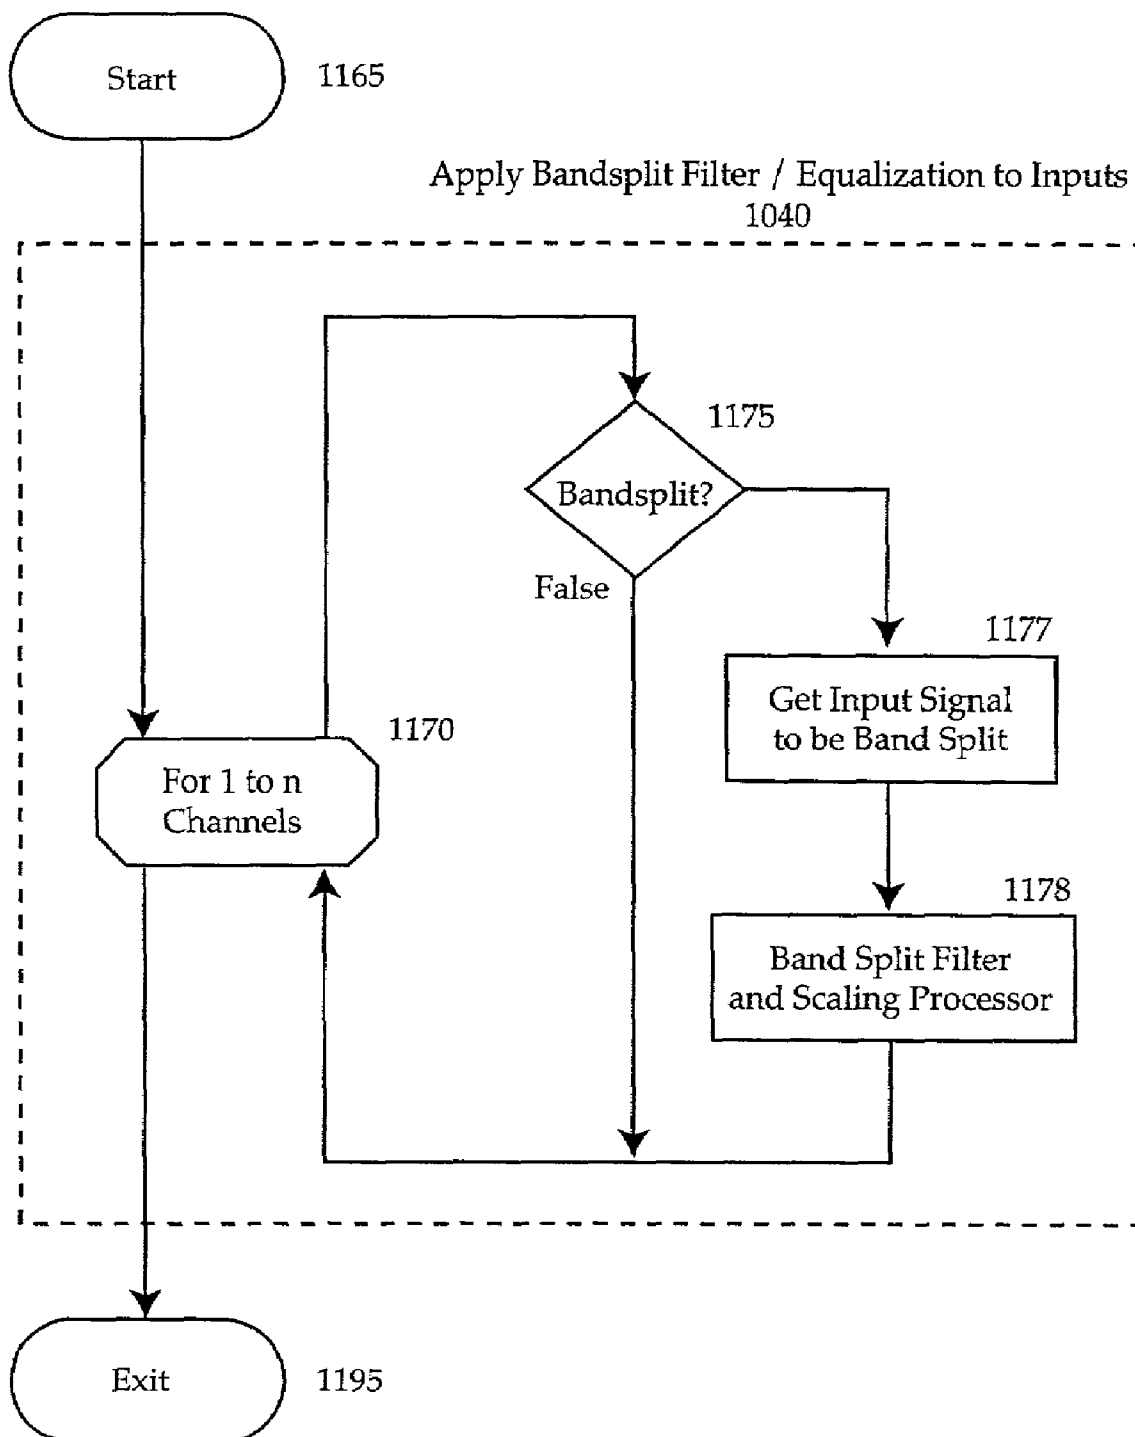 Start
1165
Apply Bandsplit Filter / Equalization to Inputs
1040
1175
Bandsplit?
False
1177
Get Input Signal
to be Band Split
1170
For 1 to n
Channels
1178
Band Split Filter
and Scaling Processor
Exit
1195